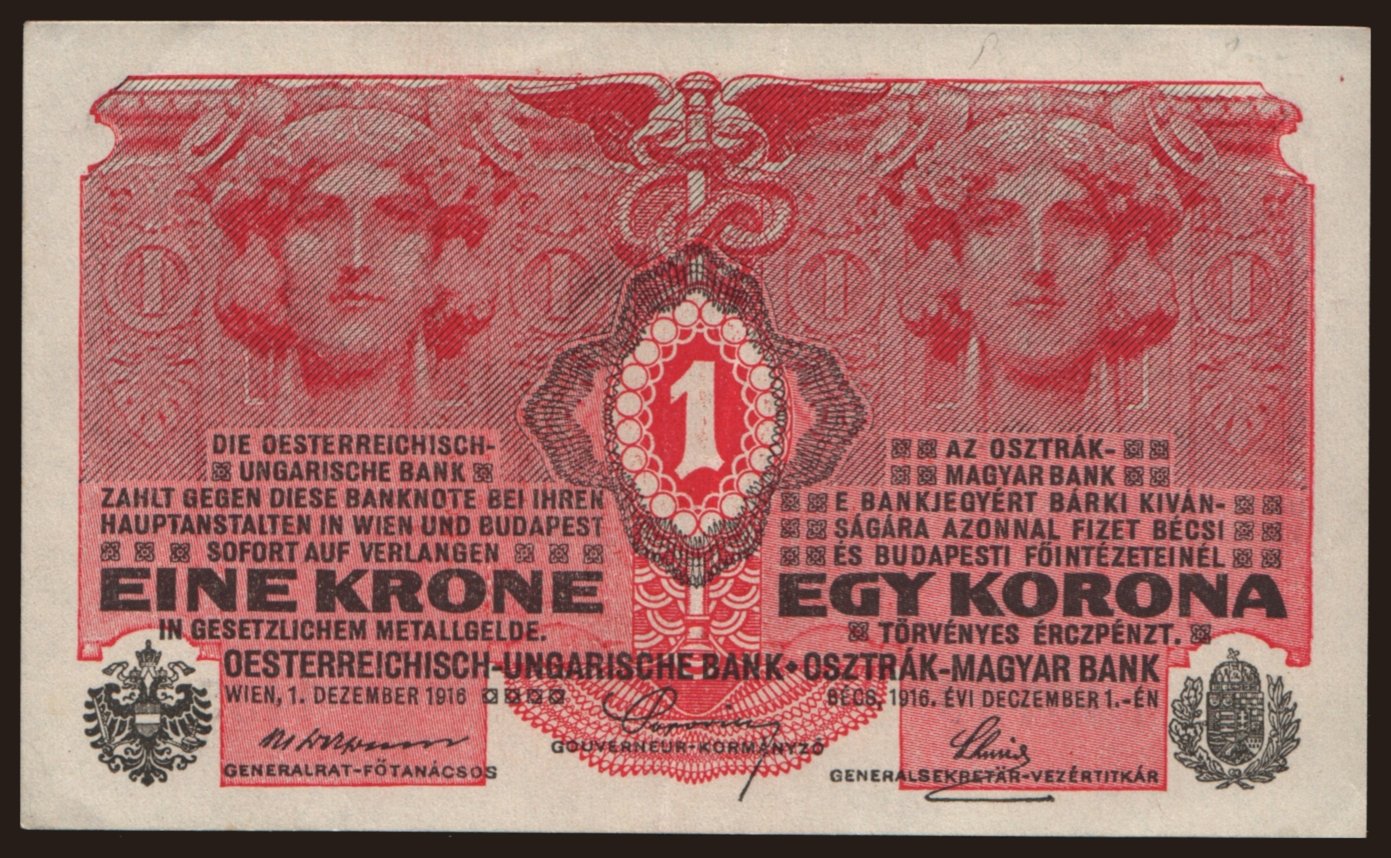 1
DIE OESTERREICHISCH-
UNGARISCHE BANK
ZAHLT GEGEN DIESE BANKNOTE BEI IHREN
HAUPTANSTALTEN IN WIEN UND BUDAPEST
SOFORT AUF VERLANGEN
EINE KRONE
IN GESETZLICHEM METALLGELDE.
AZ OSZTRÁK-
MAGYAR BANK
E BANKJEGYÉRT BÁRKI KIVÁN-
SÁGÁRA AZONNAL FIZET BÉCSI
ÉS BUDAPESTI FŐINTÉZETEINÉL
EGY KORONA
TÖRVÉNYES ÉRCZPÉNZT.
OESTERREICHISCH-UNGARISCHE BANK • OSZTRÁK-MAGYAR BANK
WIEN, 1. DEZEMBER 1916
BÉCS, 1916. ÉVI DECZEMBER 1.-ÉN
GENERALRAT-FŐTANÁCSOS
GOUVERNEUR-KORMÁNYZÓ
GENERALSEKRETÄR-VEZÉRTITKÁR